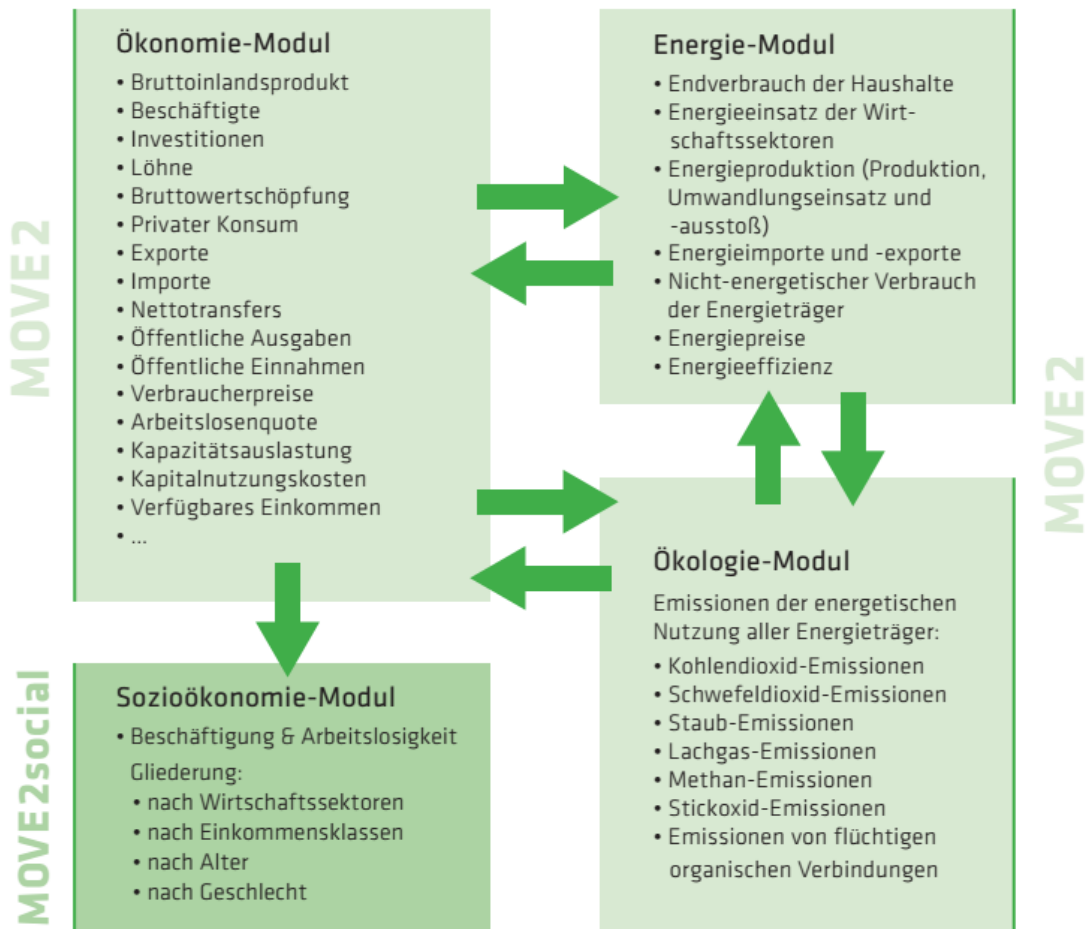 MOVE2
Ökonomie-Modul
• Bruttoinlandsprodukt
• Beschäftigte
• Investitionen
• Löhne
• Bruttowertschöpfung
• Privater Konsum
• Exporte
• Importe
• Nettotransfers
• Öffentliche Ausgaben
• Öffentliche Einnahmen
• Verbraucherpreise
• Arbeitslosenquote
• Kapazitätsauslastung
• Kapitalnutzungskosten
• Verfügbares Einkommen
• ...
Energie-Modul
• Endverbrauch der Haushalte
• Energieeinsatz der Wirt-
schaftssektoren
• Energieproduktion (Produktion,
Umwandlungseinsatz und
-ausstoß)
• Energieimporte und -exporte
• Nicht-energetischer Verbrauch
der Energieträger
• Energiepreise
• Energieeffizienz
MOVE2
Ökologie-Modul
Emissionen der energetischen
Nutzung aller Energieträger:
• Kohlendioxid-Emissionen
• Schwefeldioxid-Emissionen
• Staub-Emissionen
• Lachgas-Emissionen
• Methan-Emissionen
• Stickoxid-Emissionen
• Emissionen von flüchtigen
organischen Verbindungen
MOVE2social
Sozioökonomie-Modul
• Beschäftigung & Arbeitslosigkeit
Gliederung:
• nach Wirtschaftssektoren
• nach Einkommensklassen
• nach Alter
• nach Geschlecht